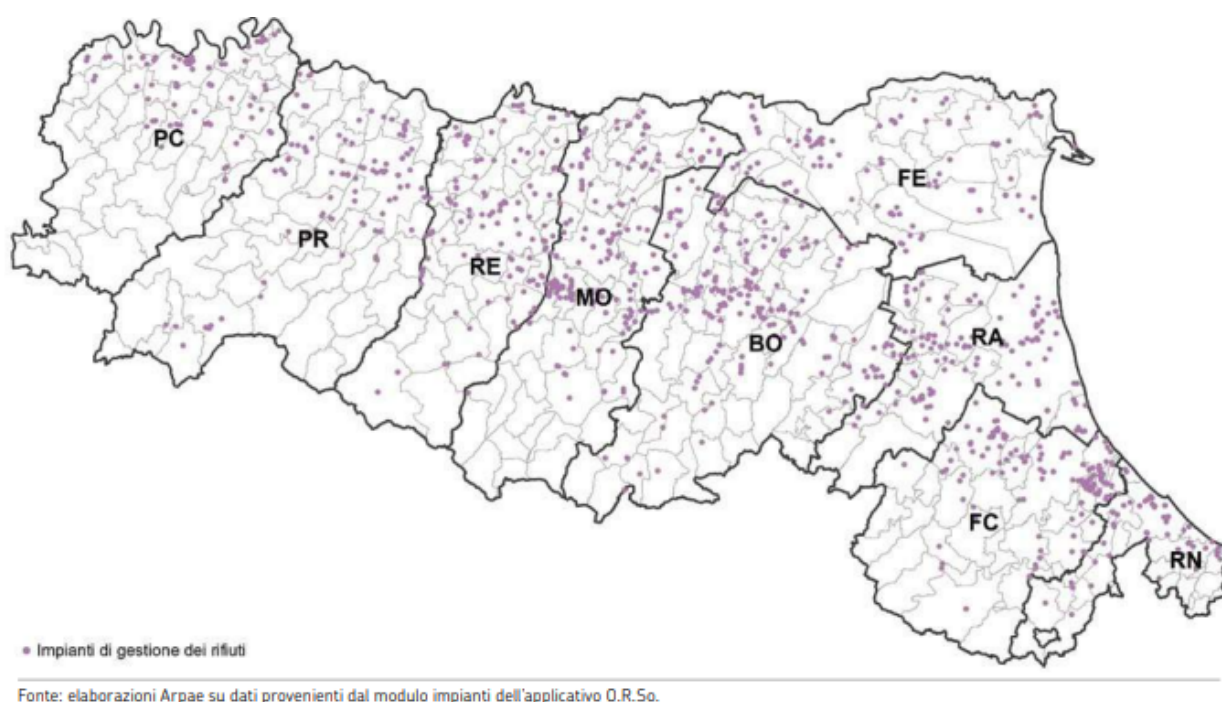 PC
PR
RE
MO
BO
FE
RA
FC
RN
Impianti di gestione dei rifiuti
Fonte: elaborazioni Arpae su dati provenienti dal modulo impianti dell'applicativo O.R.So.